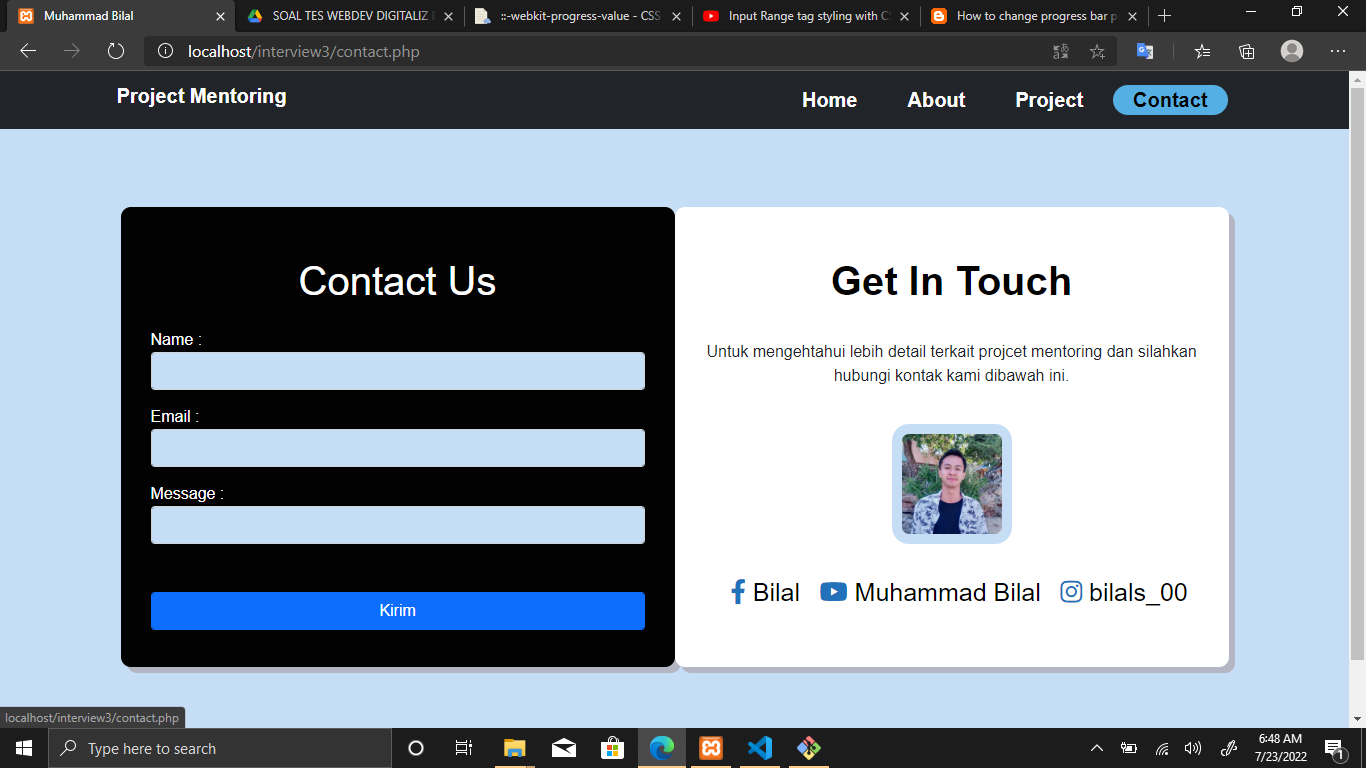 Muhammad Bilal
SOAL TES WEBDEV DIGITALIZ
::-webkit-progress-value - CSS
Input Range tag styling with CS
How to change progress bar p
localhost/interview3/contact.php
Project Mentoring
Home About Project Contact
Contact Us
Name :
Email :
Message :
Kirim
Get In Touch
Untuk mengehtahui lebih detail terkait projcet mentoring dan silahkan
hubungi kontak kami dibawah ini.
Bilal Muhammad Bilal bilals_00
localhost/interview3/contact.php
Type here to search
6:48 AM
7/23/2022
1